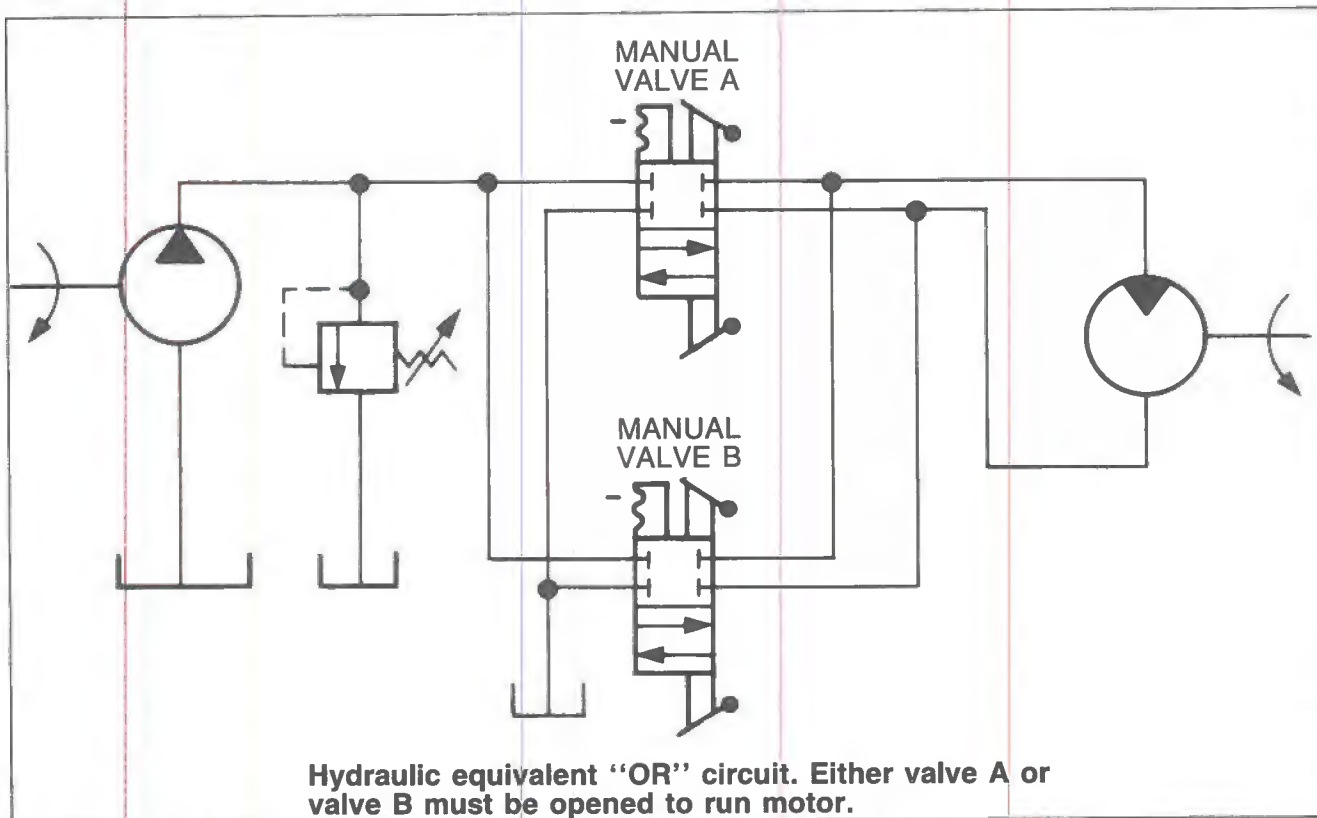 MANUAL
VALVE A
MANUAL
VALVE B
Hydraulic equivalent “OR” circuit. Either valve A or
valve B must be opened to run motor.